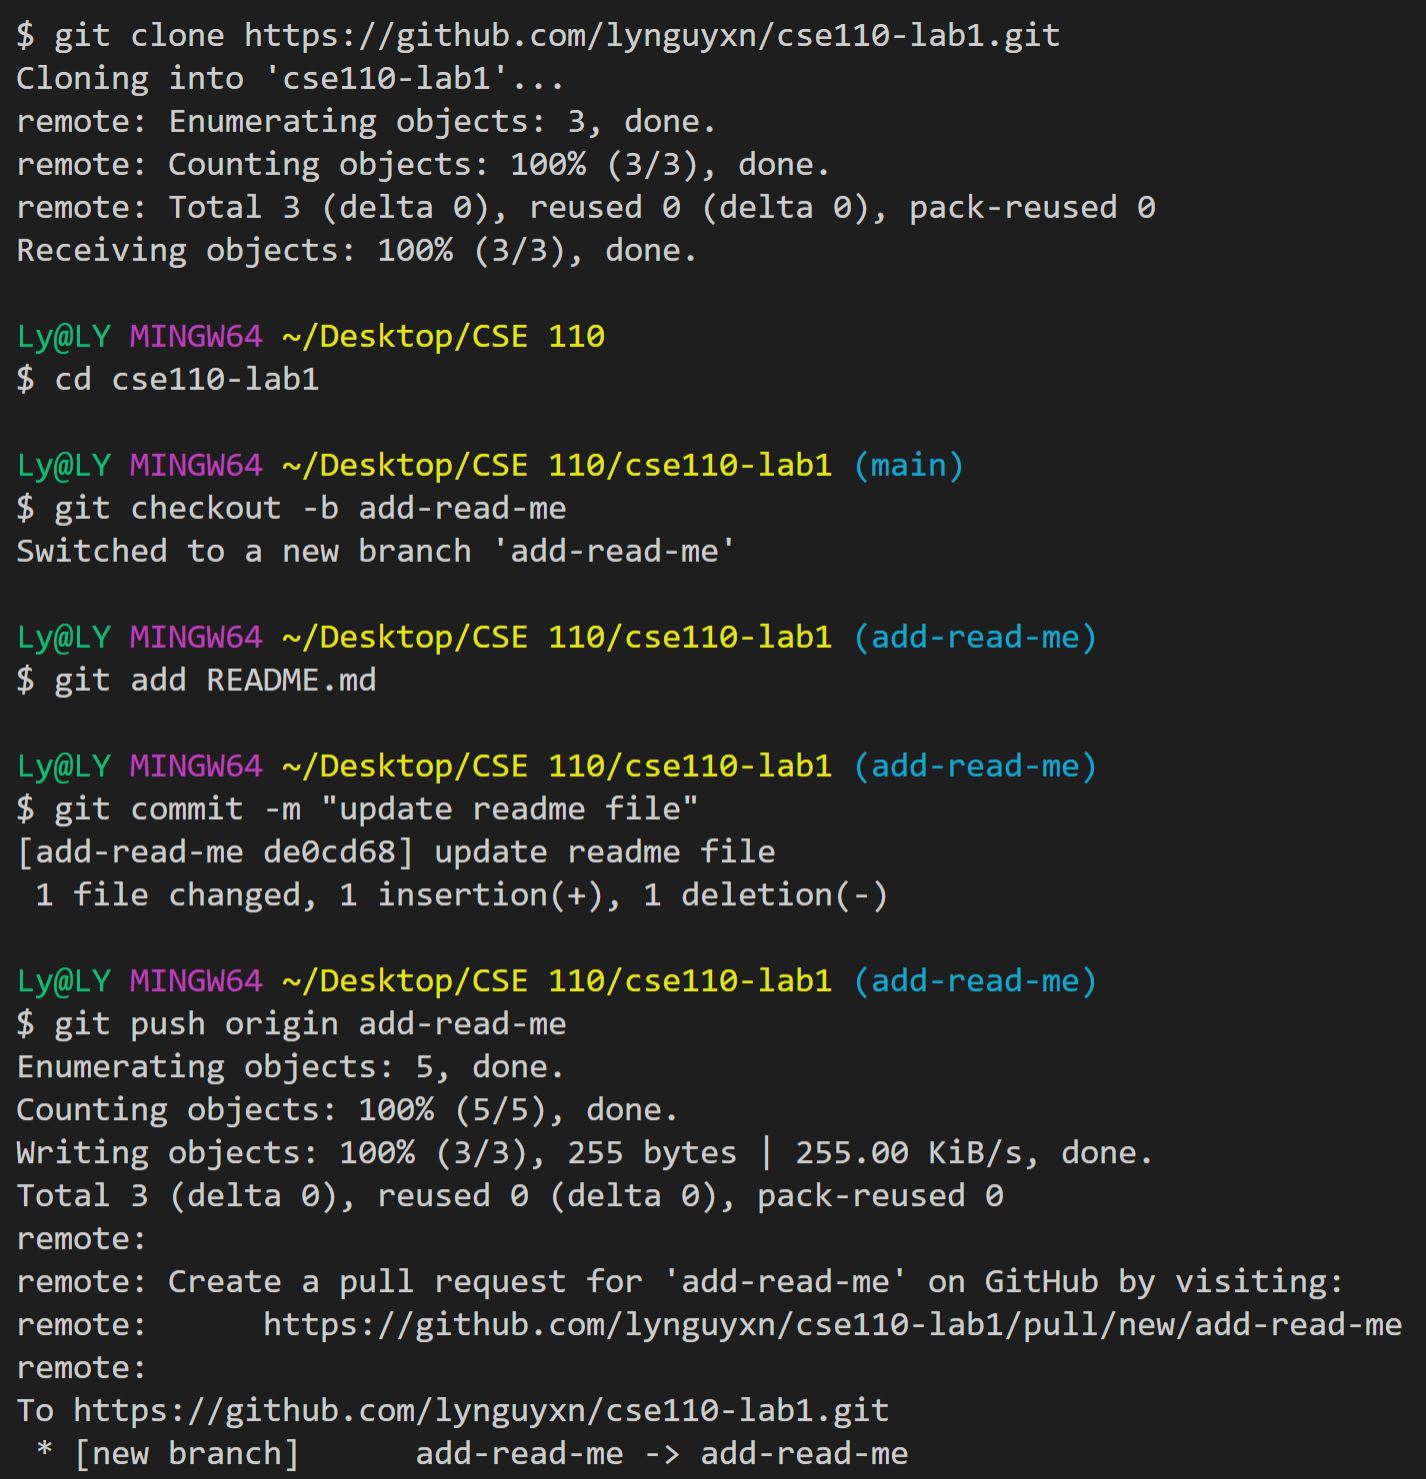 $ git clone https://github.com/lynguyxn/cse110-lab1.git
Cloning into 'cse110-lab1'...
remote: Enumerating objects: 3, done.
remote: Counting objects: 100% (3/3), done.
remote: Total 3 (delta 0), reused 0 (delta 0), pack-reused 0
Receiving objects: 100% (3/3), done.

Ly@LY MINGW64 ~/Desktop/CSE 110
$ cd cse110-lab1

Ly@LY MINGW64 ~/Desktop/CSE 110/cse110-lab1 (main)
$ git checkout -b add-read-me
Switched to a new branch 'add-read-me'

Ly@LY MINGW64 ~/Desktop/CSE 110/cse110-lab1 (add-read-me)
$ git add README.md

Ly@LY MINGW64 ~/Desktop/CSE 110/cse110-lab1 (add-read-me)
$ git commit -m "update readme file"
[add-read-me de0cd68] update readme file
 1 file changed, 1 insertion(+), 1 deletion(-)

Ly@LY MINGW64 ~/Desktop/CSE 110/cse110-lab1 (add-read-me)
$ git push origin add-read-me
Enumerating objects: 5, done.
Counting objects: 100% (5/5), done.
Writing objects: 100% (3/3), 255 bytes | 255.00 KiB/s, done.
Total 3 (delta 0), reused 0 (delta 0), pack-reused 0
remote:
remote: Create a pull request for 'add-read-me' on GitHub by visiting:
remote:      https://github.com/lynguyxn/cse110-lab1/pull/new/add-read-me
remote:
To https://github.com/lynguyxn/cse110-lab1.git
 * [new branch]      add-read-me -> add-read-me